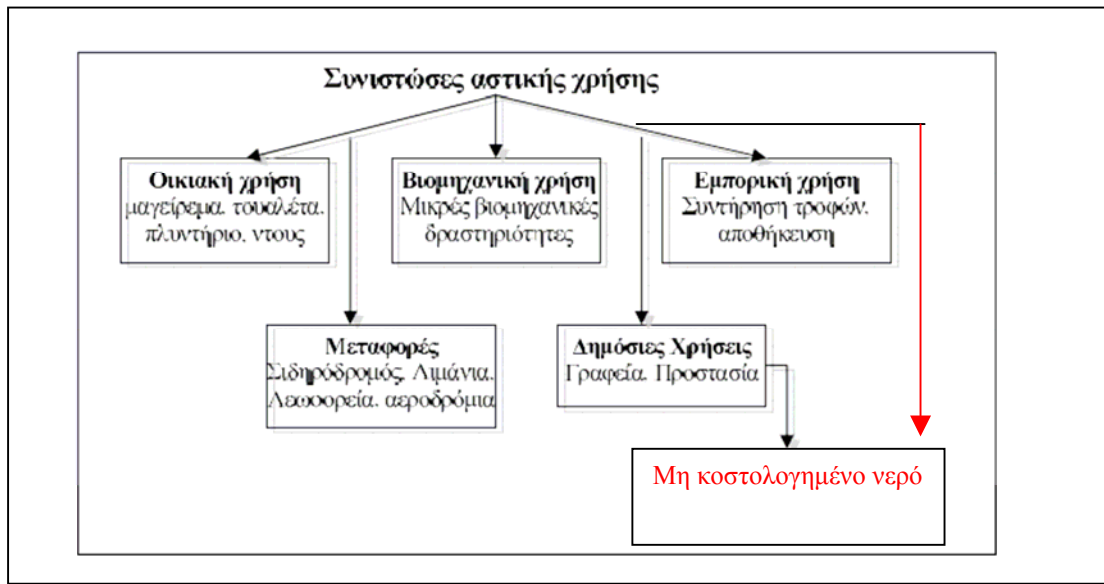 Συνιστώσες αστικής χρήσης
Οικιακή χρήση
μαγείρεμα. τουαλέτα.
πλυντήριο. ντους
Βιομηχανική χρήση
Μικρές βιομηχανικές
δραστηριότητες
Εμπορική χρήση
Συντήρηση τροφών.
αποθήκευση
Μεταφορές
Σιδηρόδρομός. Λιμάνια.
Λεωφορεία. αεροδρόμια
Δημόσιες Χρήσεις
Γραφεία. Προστασία
Μη κοστολογημένο νερό